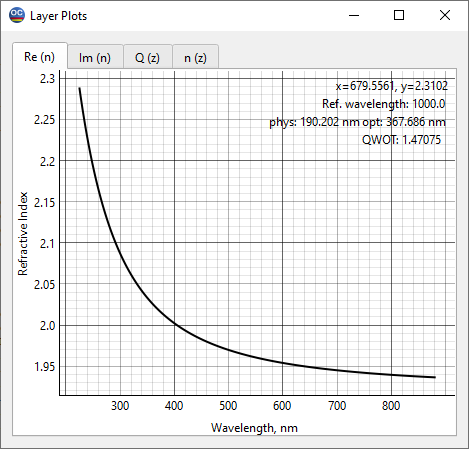 OC Layer Plots
Re (n) Im (n) Q (z) n (z)
x=679.5561, y=2.3102
Ref. wavelength: 1000.0
phys: 190.202 nm opt: 367.686 nm
QWOT: 1.47075
Refractive Index
2.3
2.25
2.2
2.15
2.1
2.05
2.0
1.95
300 400 500 600 700 800
Wavelength, nm